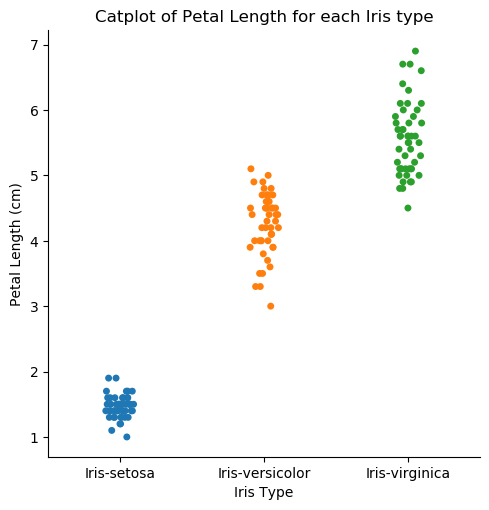 Catplot of Petal Length for each Iris type
7
6
5
4
3
2
1
Petal Length (cm)
Iris-setosa Iris-versicolor Iris-virginica
Iris Type